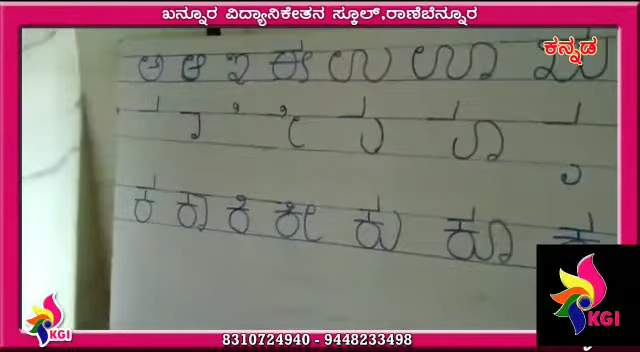 ಖನ್ನೂರ ವಿದ್ಯಾನಿಕೇತನ ಸ್ಕೂಲ್,ರಾಣಿಬೆನ್ನೂರ
ಕನ್ನಡ
ಅ ಆ ಇ ಈ ಉ ಊ
ಕ ಕಾ ಕಿ ಕೀ ಕು ಕೂ
KGI
KGI
8310724940 - 9448233498